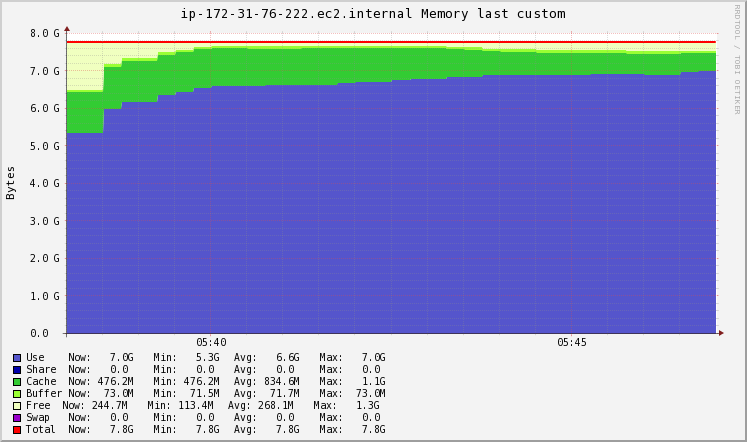 ip-172-31-76-222.ec2.internal Memory last custom
RRDTOOL / TOBI OETIKER
Bytes
8.0 G
7.0 G
6.0 G
5.0 G
4.0 G
3.0 G
2.0 G
1.0 G
0.0
05:40 05:45
Use Now: 7.0G Min: 5.3G Avg: 6.6G Max: 7.0G
Share Now: 0.0 Min: 0.0 Avg: 0.0 Max: 0.0
Cache Now: 476.2M Min: 476.2M Avg: 834.6M Max: 1.1G
Buffer Now: 73.0M Min: 71.5M Avg: 71.7M Max: 73.0M
Free Now: 244.7M Min: 113.4M Avg: 268.1M Max: 1.3G
Swap Now: 0.0 Min: 0.0 Avg: 0.0 Max: 0.0
Total Now: 7.8G Min: 7.8G Avg: 7.8G Max: 7.8G